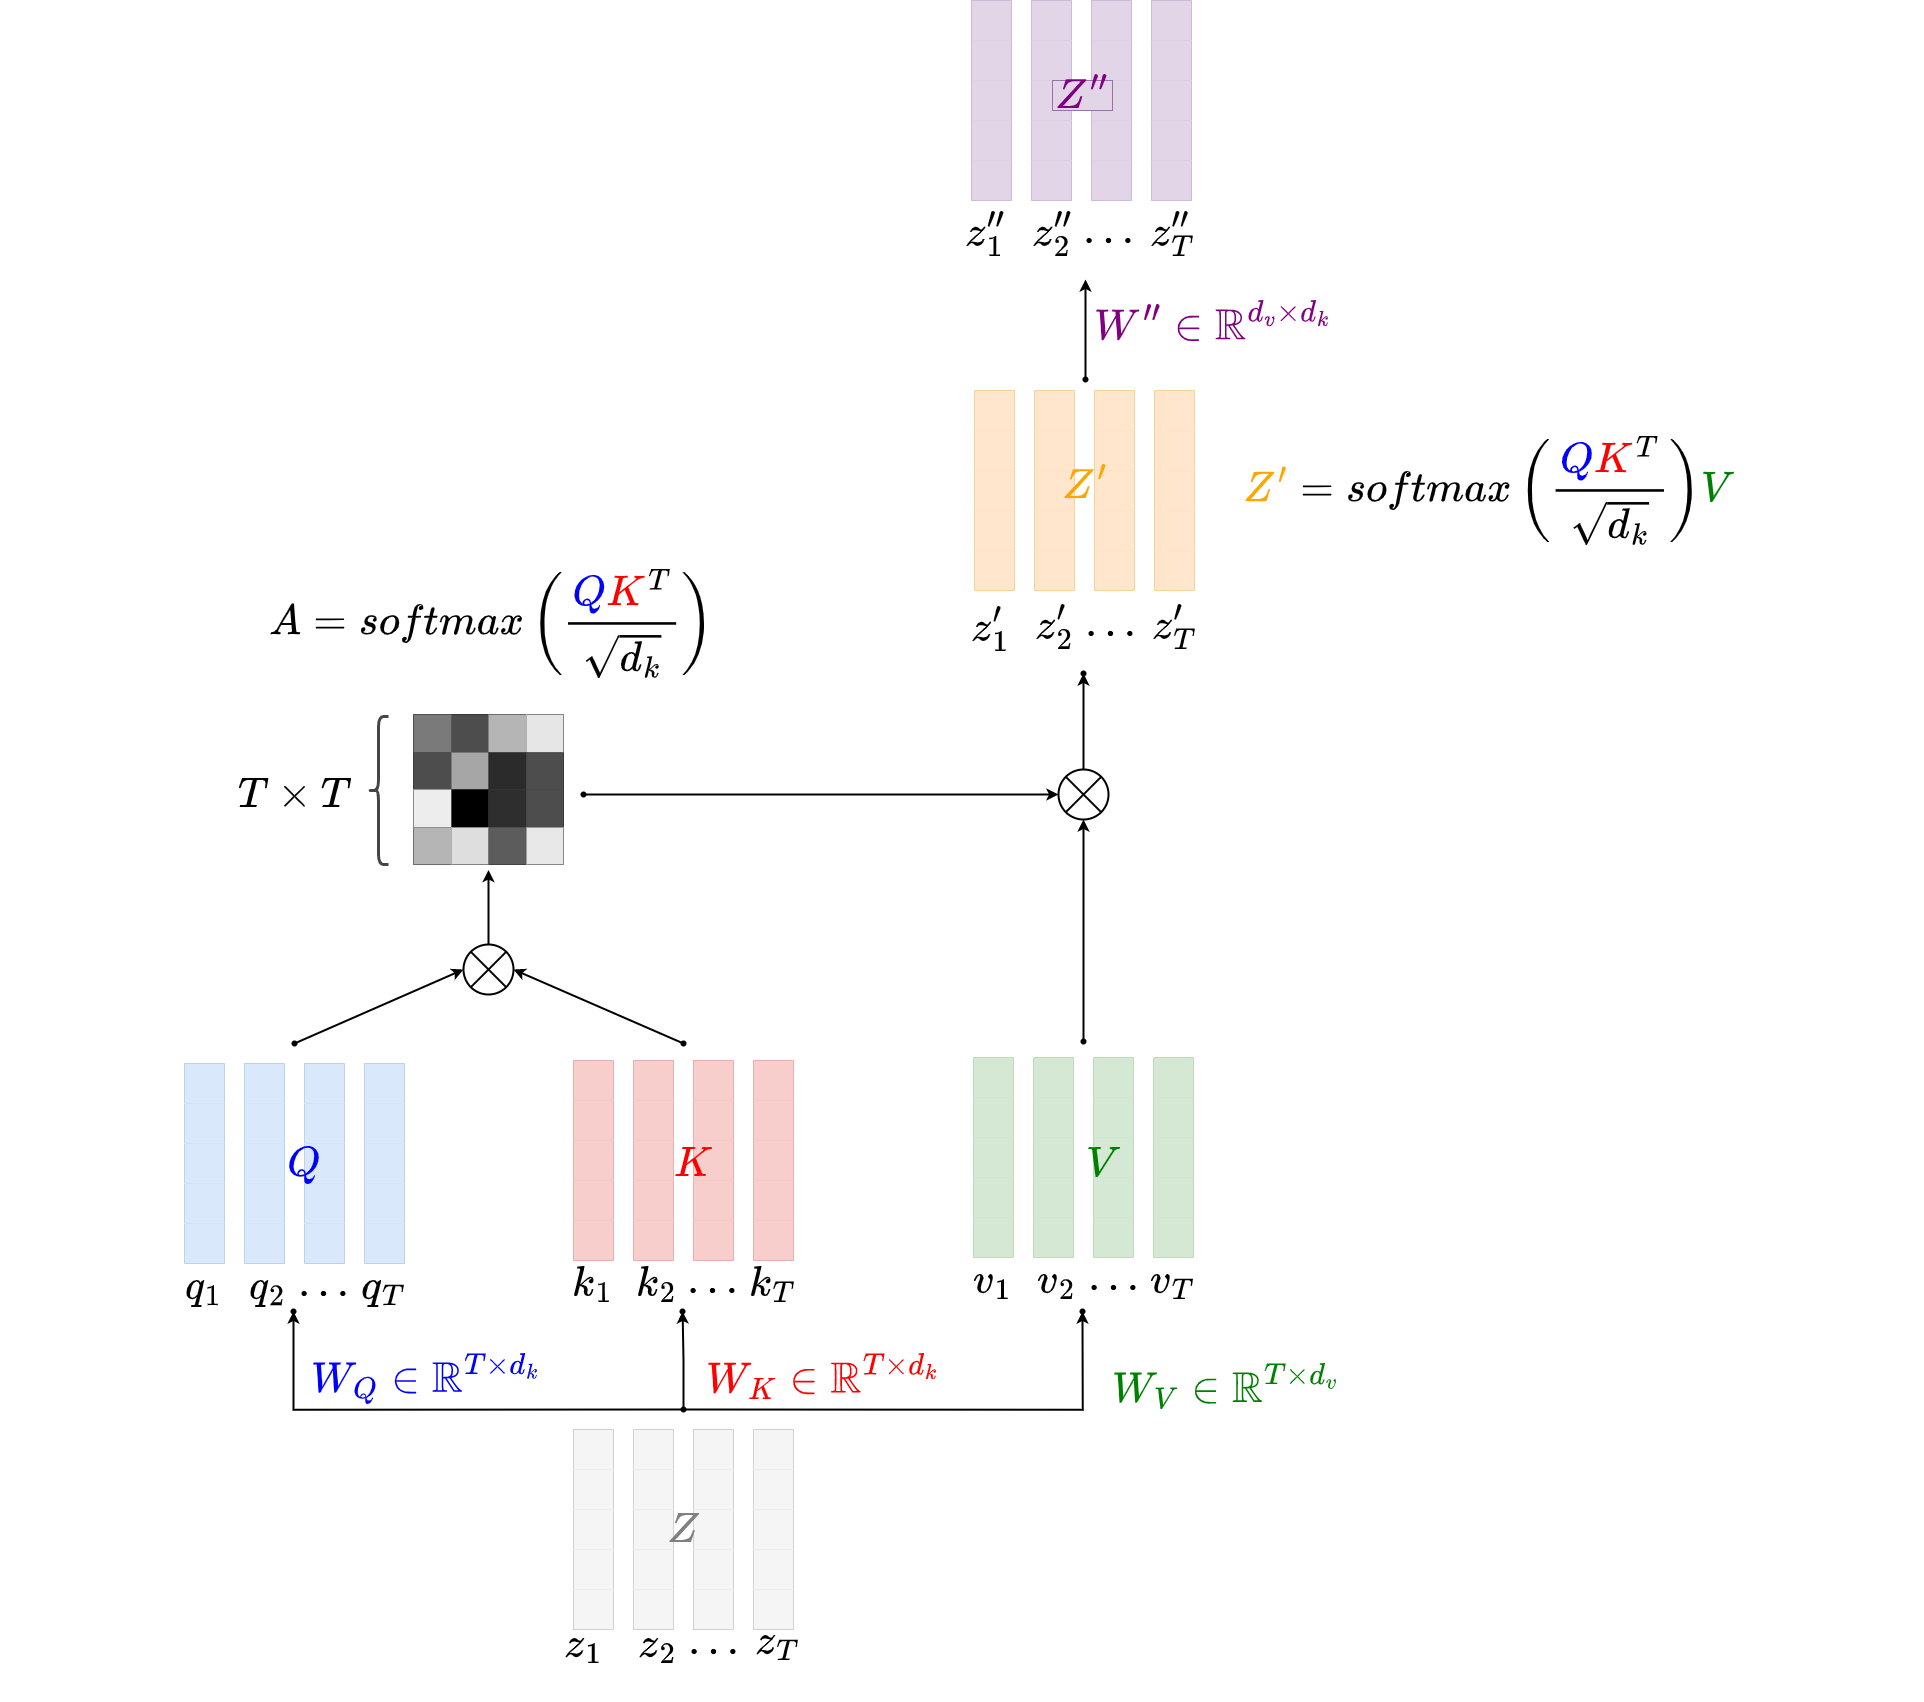 Z''
z''_1 z''_2 ... z''_T
W'' ∈ ℝ^{d_v×d_k}
Z'
Z' = softmax(QK^T / √d_k)V
z'_1 z'_2 ... z'_T
A = softmax(QK^T / √d_k)
T × T
Q K V
q_1 q_2 ... q_T k_1 k_2 ... k_T v_1 v_2 ... v_T
W_Q ∈ ℝ^{T×d_k} W_K ∈ ℝ^{T×d_k} W_V ∈ ℝ^{T×d_v}
Z
z_1 z_2 ... z_T